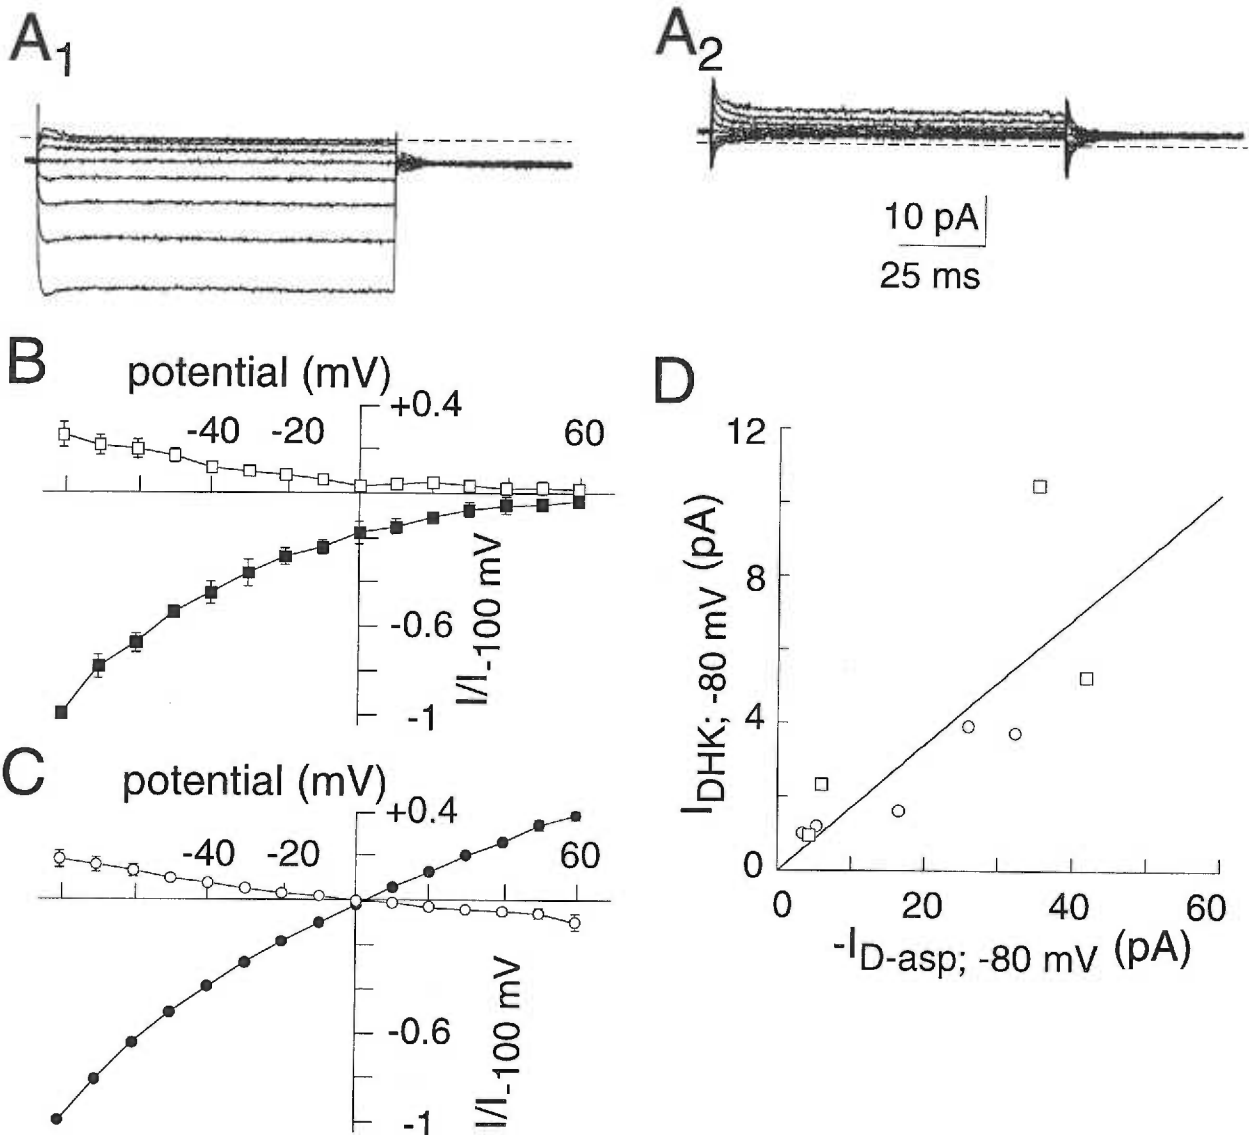 A1
A2
10 pA
25 ms
B
potential (mV)
+0.4
-40 -20
60
-0.6
-1
I/I-100 mV
C
potential (mV)
+0.4
-40 -20
60
-0.6
-1
I/I-100 mV
D
12
8
4
0
IDHK; -80 mV (pA)
0 20 40 60
-ID-asp; -80 mV (pA)